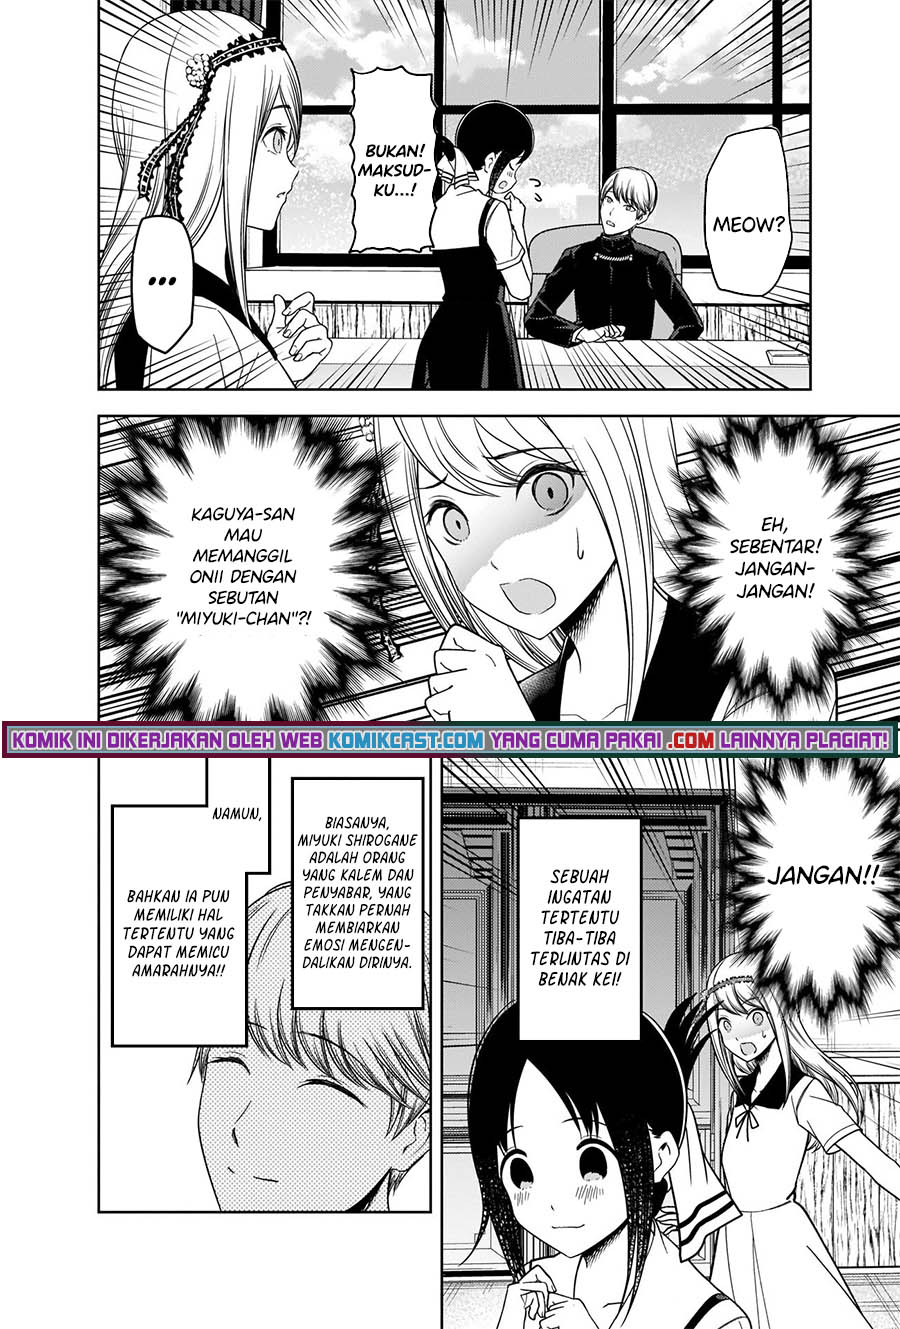 MEOW?
BUKAN!
MAKSUD-
KU...!
...
EH,
SEBENTAR!
JANGAN-
JANGAN!
KAGUYA-SAN
MAU
MEMANGGIL
ONII DENGAN
SEBUTAN
"MIYUKI-CHAN"?!
KOMIK INI DIKERJAKAN OLEH WEB KOMIKCAST.COM YANG CUMA PAKAI .COM LAINNYA PLAGIAT!
JANGAN!!
SEBUAH
INGATAN
TERTENTU
TIBA-TIBA
TERLINTAS DI
BENAK KEI!
BIASANYA,
MIYUKI SHIROGANE
ADALAH ORANG
YANG KALEM DAN
PENYABAR, YANG
TAKKAN PERNAH
MEMBIARKAN
EMOSI MENGEN-
DALIKAN DIRINYA.
NAMUN,
BAHKAN IA PUN
MEMILIKI HAL
TERTENTU YANG
DAPAT MEMICU
AMARAHNYA!!